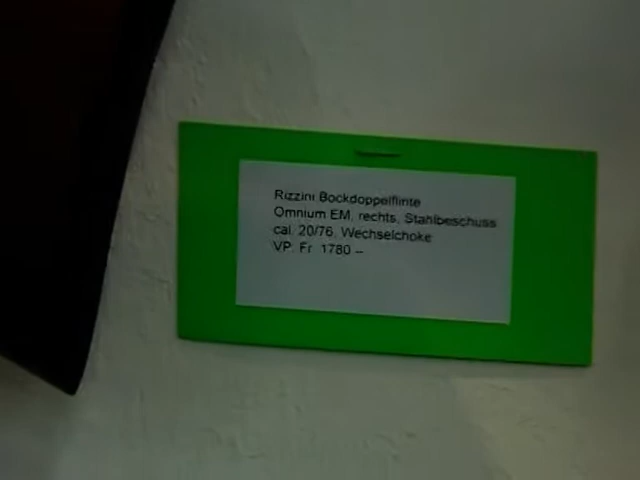 Rizzini Bockdoppelflinte
Omnium EM, rechts, Stahlbeschuss
cal. 20/76, Wechselchoke
VP. Fr. 1780.--